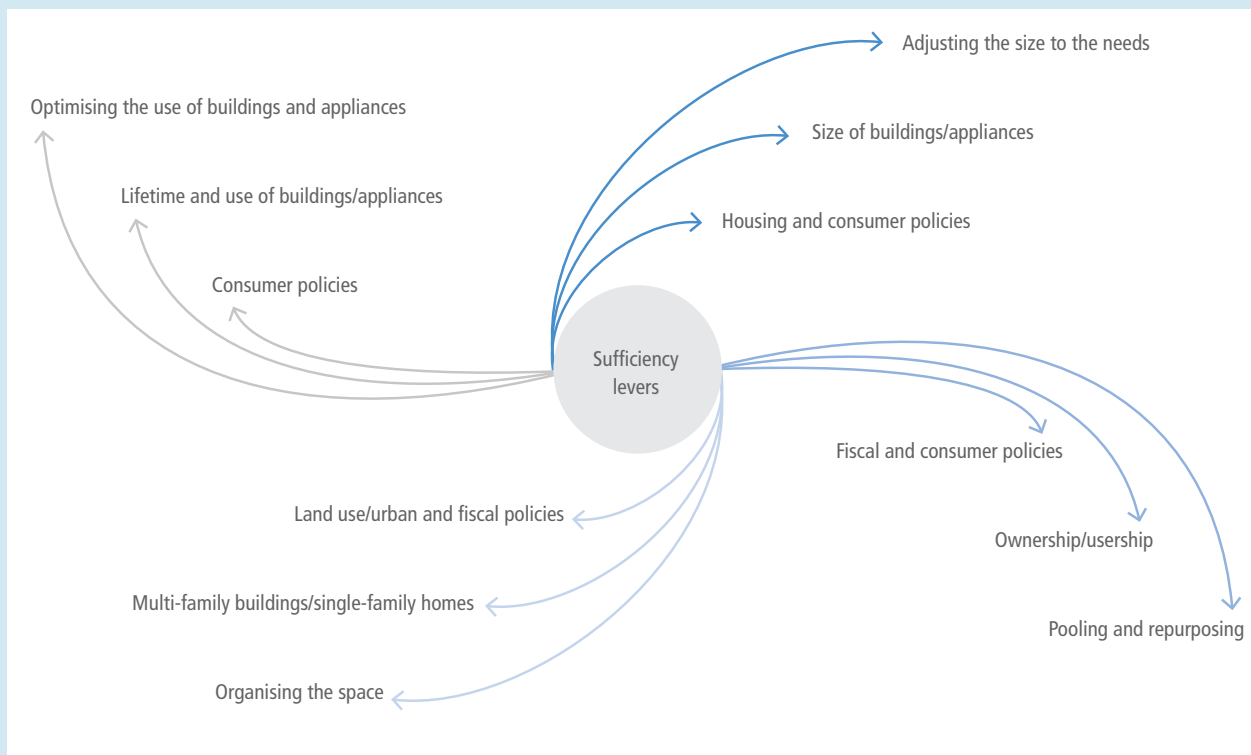 Adjusting the size to the needs
Optimising the use of buildings and appliances
Size of buildings/appliances
Lifetime and use of buildings/appliances
Housing and consumer policies
Consumer policies
Sufficiency
levers
Fiscal and consumer policies
Land use/urban and fiscal policies
Ownership/usership
Multi-family buildings/single-family homes
Pooling and repurposing
Organising the space